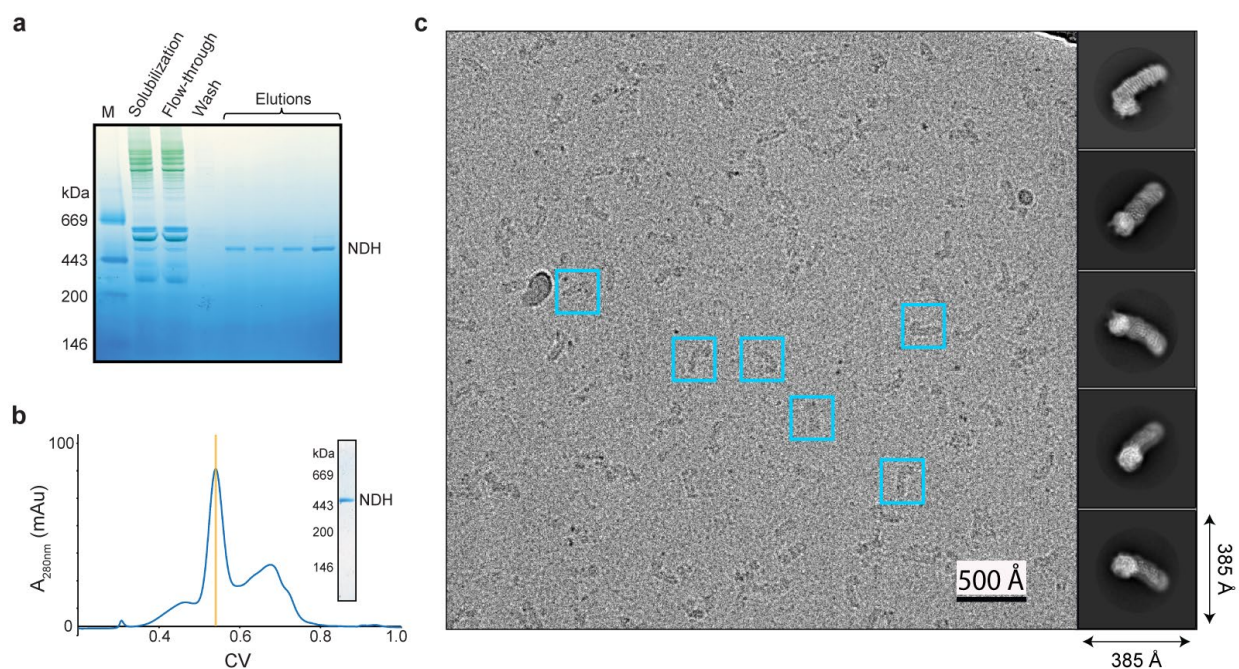 a
M
Solubilization
Flow-through
Wash
Elutions
kDa
669
443
200
146
NDH
b
100
0
A280nm (mAu)
0.4
0.6
0.8
1.0
CV
kDa
669
443
200
146
NDH
c
500 Å
385 Å
385 Å